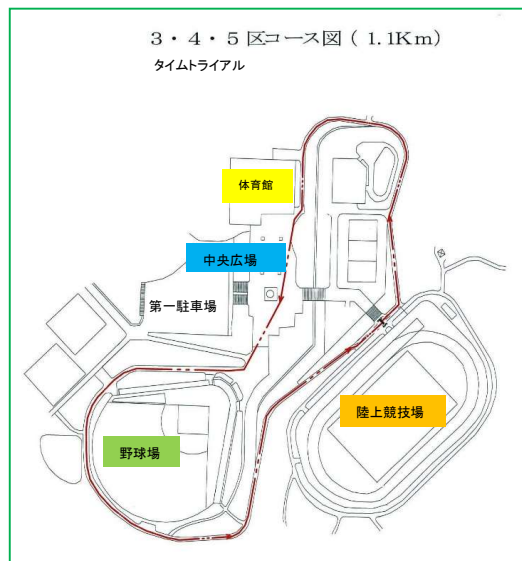 3・4・5区コース図（1.1Km）
タイムトライアル
体育館
中央広場
第一駐車場
陸上競技場
野球場